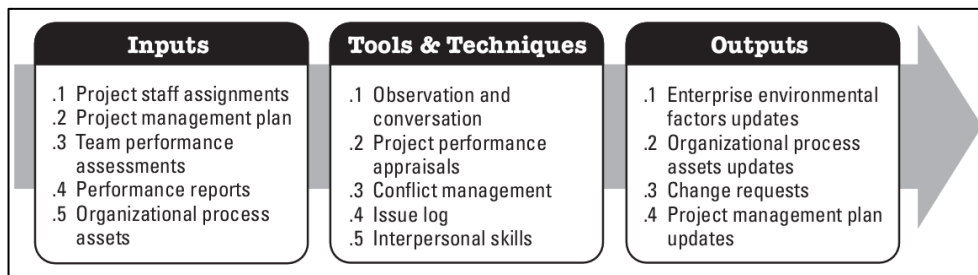 Inputs
.1 Project staff assignments
.2 Project management plan
.3 Team performance
assessments
.4 Performance reports
.5 Organizational process
assets
Tools & Techniques
.1 Observation and
conversation
.2 Project performance
appraisals
.3 Conflict management
.4 Issue log
.5 Interpersonal skills
Outputs
.1 Enterprise environmental
factors updates
.2 Organizational process
assets updates
.3 Change requests
.4 Project management plan
updates